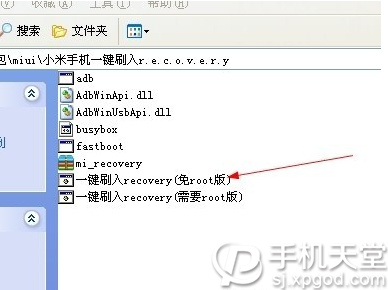 收藏(A) 工具(T) 帮助(H)
搜索 文件夹
包\miui\小米手机一键刷入r.e.c.o.v.e.r.y
adb
AdbWinApi.dll
AdbWinUsbApi.dll
busybox
fastboot
mi_recovery
一键刷入recovery(免root版)
一键刷入recovery(需要root版)
手机天堂
sj.xpgod.com